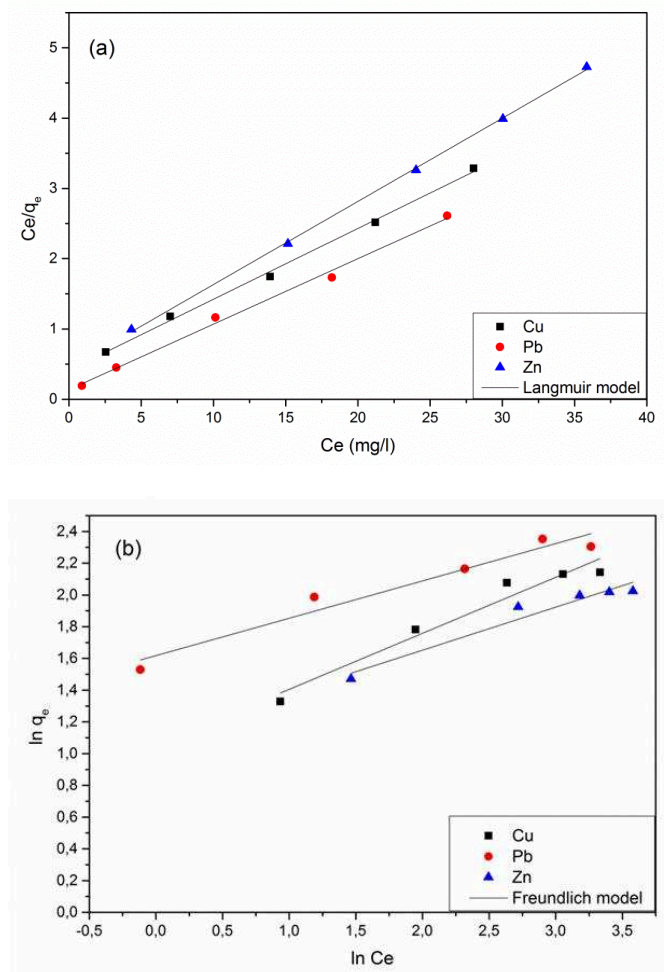 (a)
Ce/qe
5
4
3
2
1
0
0 5 10 15 20 25 30 35 40
Ce (mg/l)
Cu
Pb
Zn
Langmuir model
(b)
ln qe
2,4
2,2
2,0
1,8
1,6
1,4
1,2
1,0
0,8
0,6
0,4
0,2
0,0
-0,5 0,0 0,5 1,0 1,5 2,0 2,5 3,0 3,5
ln Ce
Cu
Pb
Zn
Freundlich model